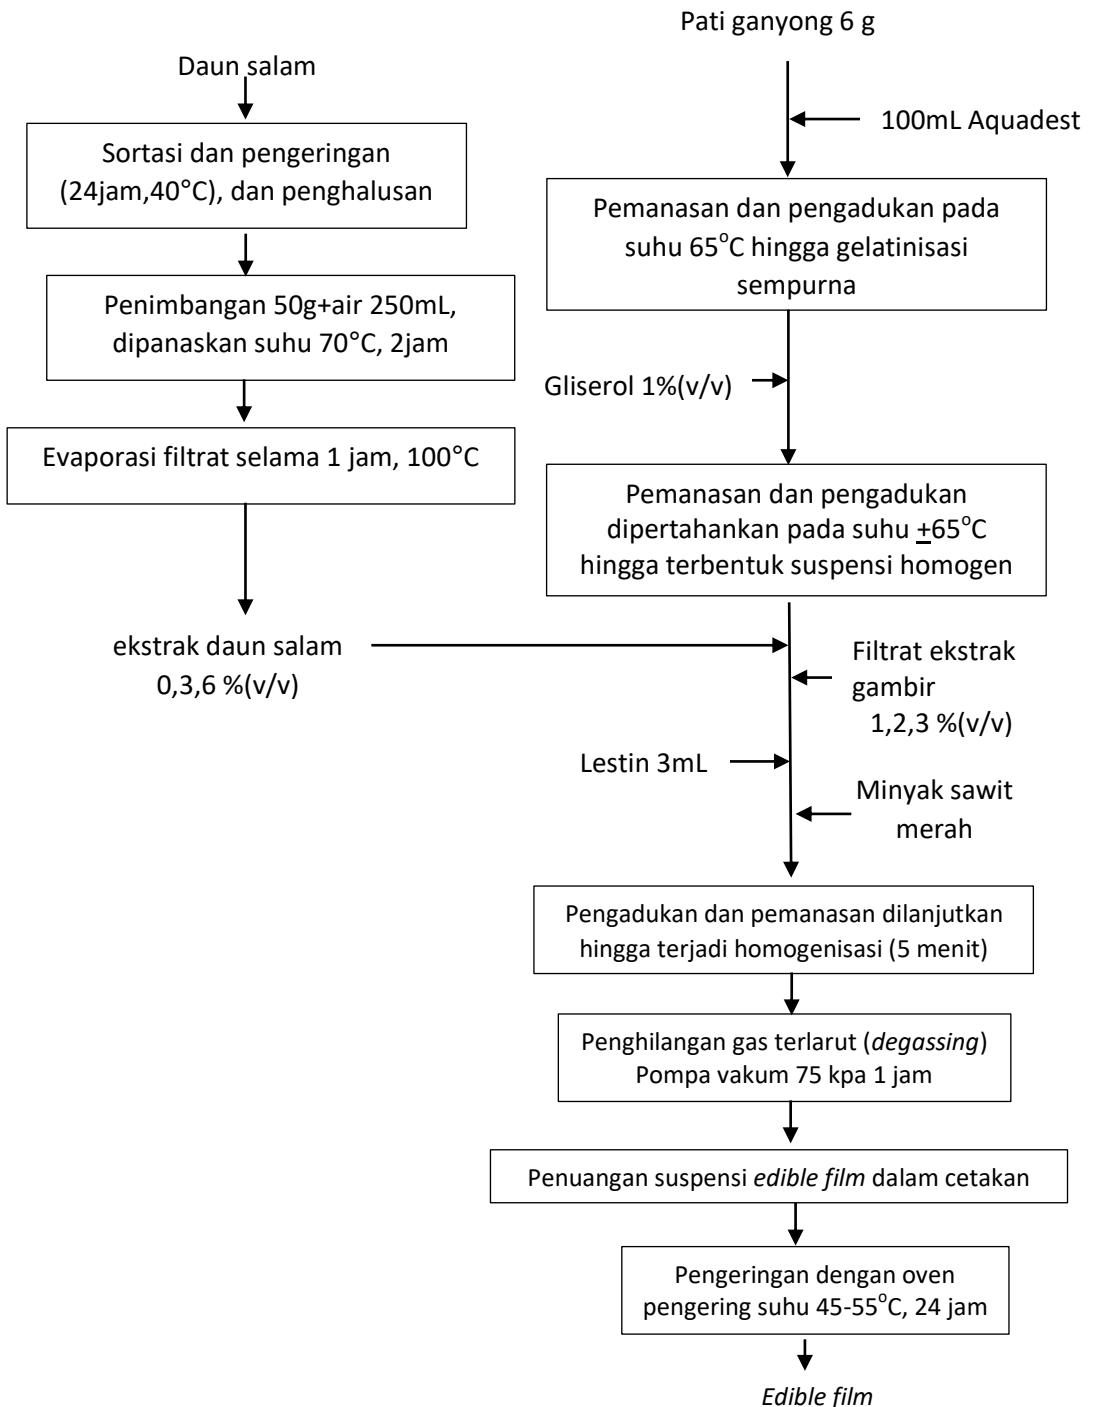 Pati ganyong 6 g
Daun salam
100mL Aquadest
Sortasi dan pengeringan
(24jam,40°C), dan penghalusan
Pemanasan dan pengadukan pada
suhu 65°C hingga gelatinisasi
sempurna
Penimbangan 50g+air 250mL,
dipanaskan suhu 70°C, 2jam
Gliserol 1%(v/v)
Evaporasi filtrat selama 1 jam, 100°C
Pemanasan dan pengadukan
dipertahankan pada suhu ±65°C
hingga terbentuk suspensi homogen
ekstrak daun salam
0,3,6 %(v/v)
Filtrat ekstrak
gambir
1,2,3 %(v/v)
Lestin 3mL
Minyak sawit
merah
Pengadukan dan pemanasan dilanjutkan
hingga terjadi homogenisasi (5 menit)
Penghilangan gas terlarut (degassing)
Pompa vakum 75 kpa 1 jam
Penuangan suspensi edible film dalam cetakan
Pengeringan dengan oven
pengering suhu 45-55°C, 24 jam
Edible film